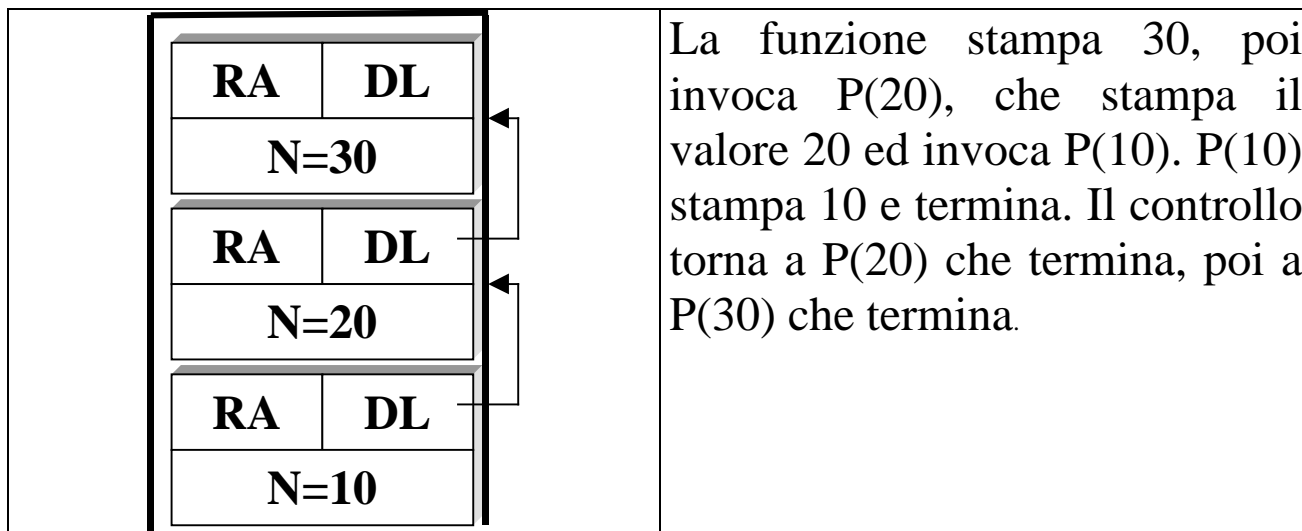 RA DL
N=30
RA DL
N=20
RA DL
N=10
La funzione stampa 30, poi
invoca P(20), che stampa il
valore 20 ed invoca P(10). P(10)
stampa 10 e termina. Il controllo
torna a P(20) che termina, poi a
P(30) che termina.